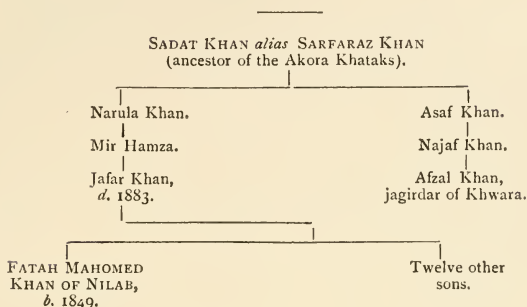 SADAT KHAN alias SARFARAZ KHAN
(ancestor of the Akora Khataks).
Narula Khan.
Asaf Khan.
Mir Hamza.
Najaf Khan.
Jafar Khan,
d. 1883.
Afzal Khan,
jagirdar of Khwara.
FATAH MAHOMED
KHAN OF NILAB,
b. 1849.
Twelve other
sons.